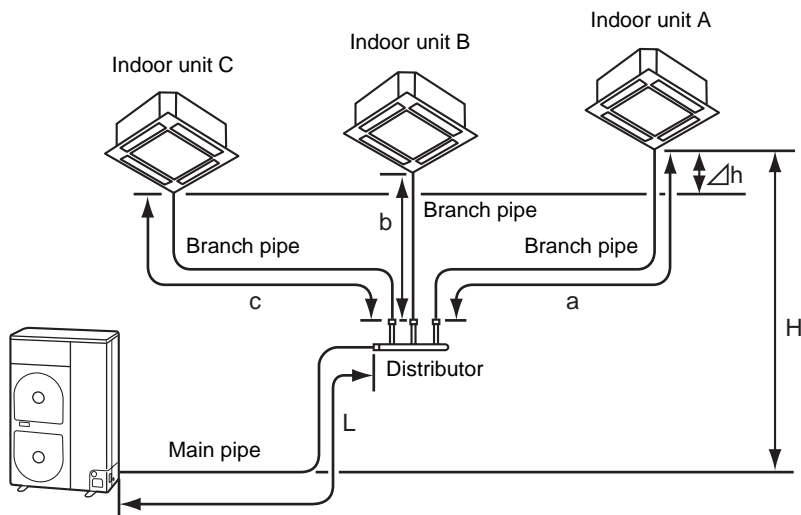 Indoor unit A
Indoor unit B
Indoor unit C
⊿h
Branch pipe
b
Branch pipe
Branch pipe
c
a
H
Distributor
L
Main pipe